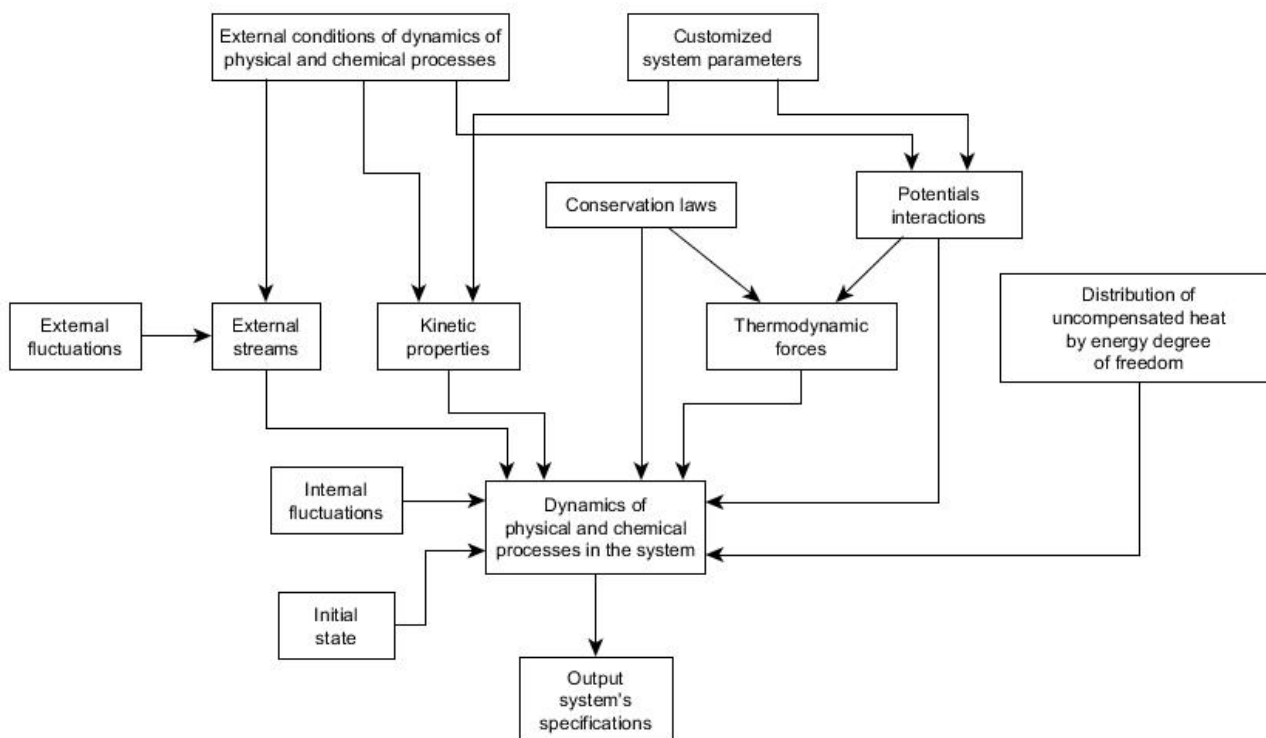 External conditions of dynamics of
physical and chemical processes
Customized
system parameters
Conservation laws
Potentials
interactions
External
fluctuations
External
streams
Kinetic
properties
Thermodynamic
forces
Distribution of
uncompensated heat
by energy degree
of freedom
Internal
fluctuations
Dynamics of
physical and chemical
processes in the system
Initial
state
Output
system's
specifications